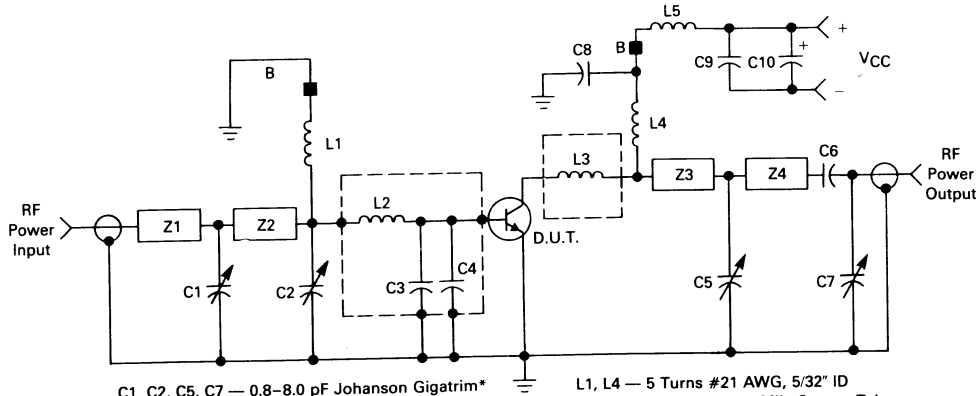 L5
C8
B
+
C9
+
C10
VCC
−
B
L1
L4
RF
Power
Input
Z1
Z2
L2
L3
Z3
Z4
C6
RF
Power
Output
D.U.T.
C1
C2
C3
C4
C5
C7
C1, C2, C5, C7 — 0.8–8.0 pF Johanson Gigatrim*
L1, L4 — 5 Turns #21 AWG, 5/32" ID